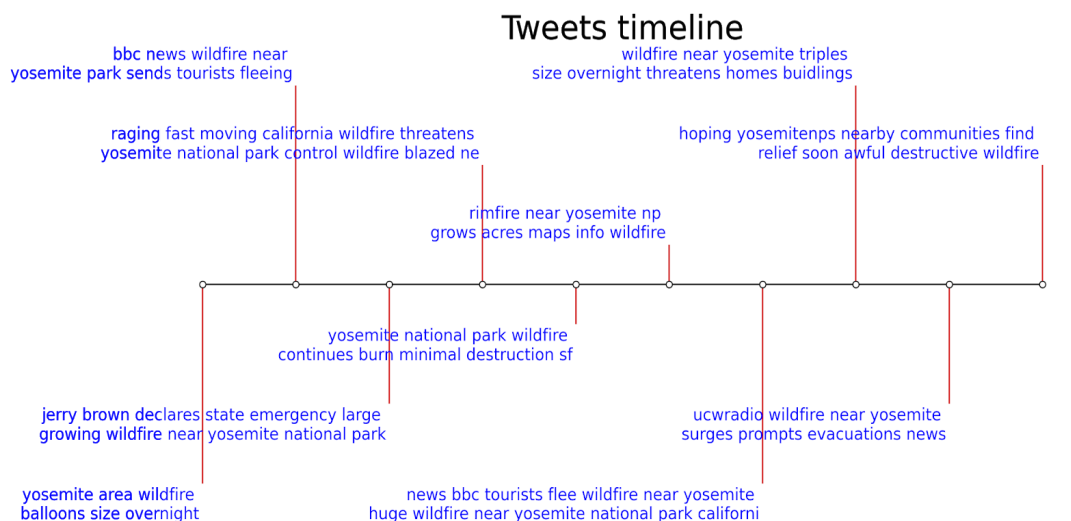 Tweets timeline
bbc news wildfire near
yosemite park sends tourists fleeing
wildfire near yosemite triples
size overnight threatens homes buidlings
raging fast moving california wildfire threatens
yosemite national park control wildfire blazed ne
hoping yosemitenps nearby communities find
relief soon awful destructive wildfire
rimfire near yosemite np
grows acres maps info wildfire
yosemite national park wildfire
continues burn minimal destruction sf
jerry brown declares state emergency large
growing wildfire near yosemite national park
ucwradio wildfire near yosemite
surges prompts evacuations news
yosemite area wildfire
balloons size overnight
news bbc tourists flee wildfire near yosemite
huge wildfire near yosemite national park californi